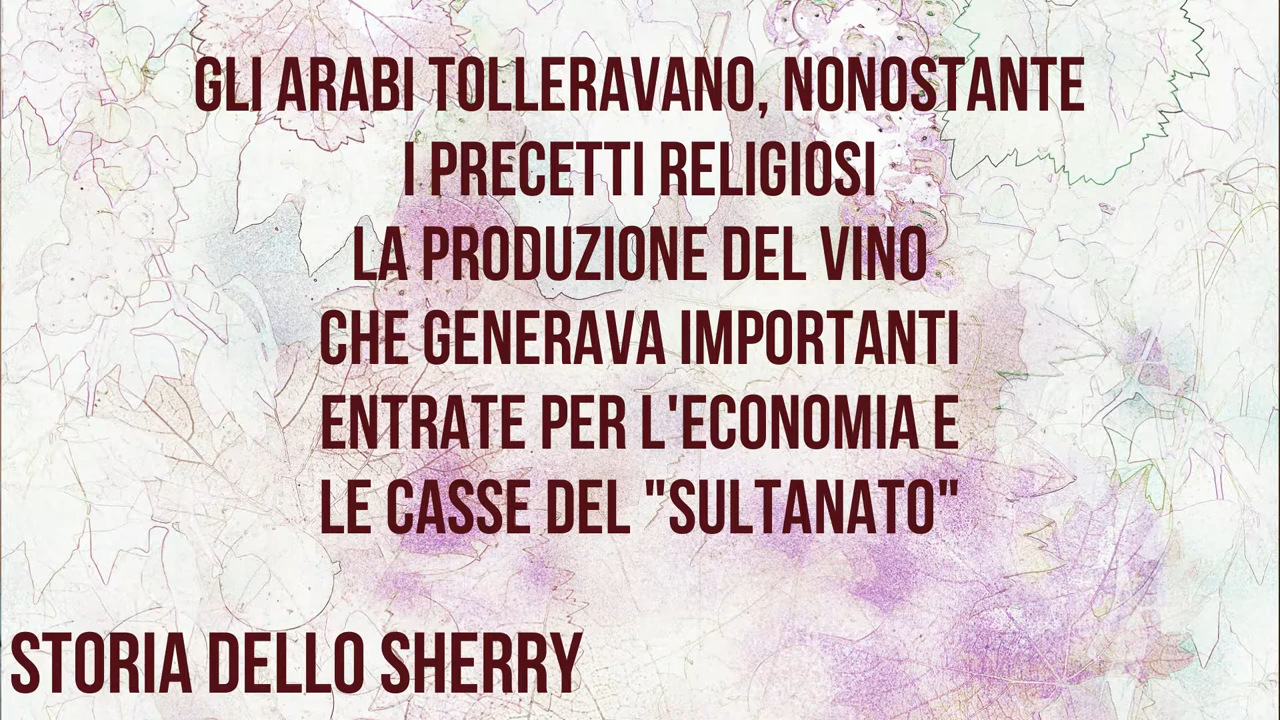 GLI ARABI TOLLERAVANO, NONOSTANTE
I PRECETTI RELIGIOSI
LA PRODUZIONE DEL VINO
CHE GENERAVA IMPORTANTI
ENTRATE PER L'ECONOMIA E
LE CASSE DEL "SULTANATO"
STORIA DELLO SHERRY